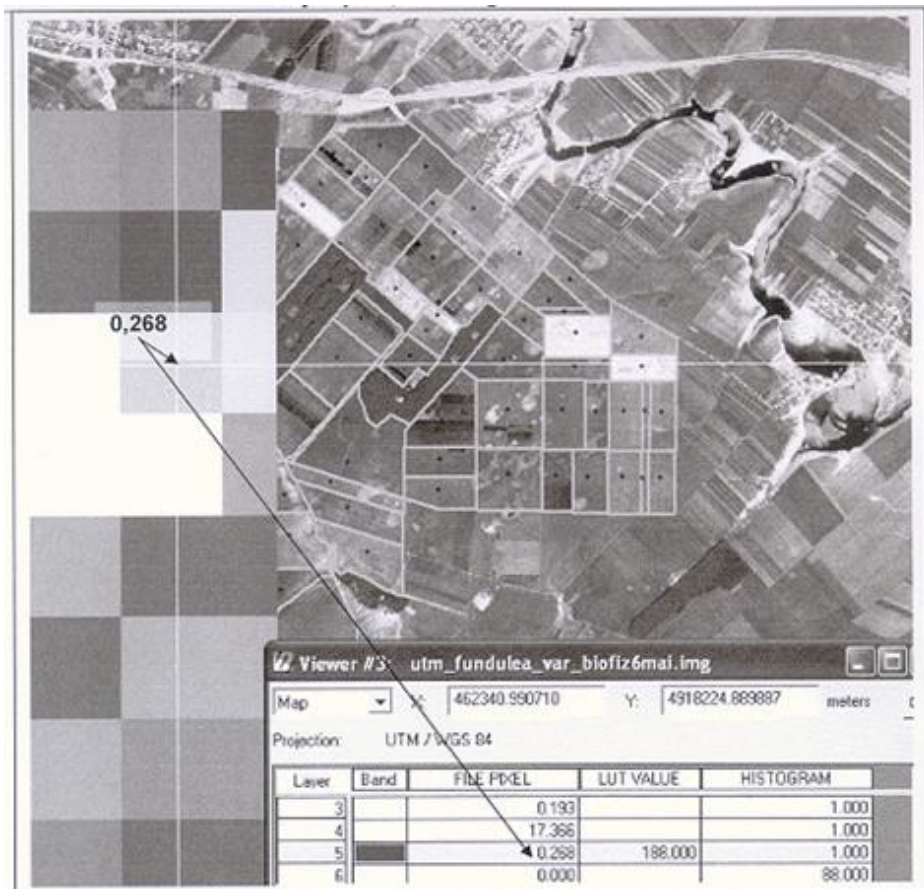 0,268
Viewer #3: utm_fundulea_var_biofiz6mai.img
Map X: 462340.990710 Y: 4918224.889887 meters
Projection: UTM / WGS 84
Layer Band FILE PIXEL LUT VALUE HISTOGRAM
3 0.193 1.000
4 17.366 1.000
5 0.268 188.000 1.000
6 0.000 88.000